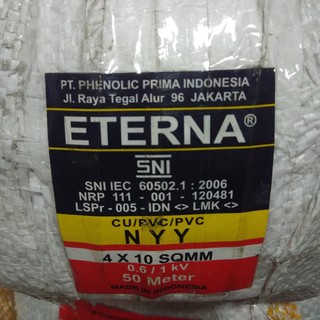 PT. PHENOLIC PRIMA INDONESIA
Jl. Raya Tegal Alur 96 JAKARTA
ETERNA®
SNI
SNI IEC 60502.1 : 2006
NRP 111 - 001 - 120481
LSPr - 005 - IDN <> LMK <>
CU/PVC/PVC
N Y Y
4 X 10 SQMM
0.6 / 1 kV
50 Meter
MADE IN INDONESIA